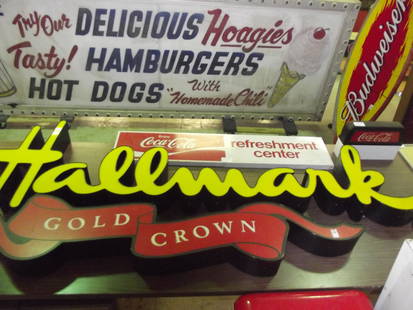 Try Our DELICIOUS Hoagies
Tasty! HAMBURGERS
HOT DOGS With
"Homemade Chili"
Budweiser
Enjoy
Coca-Cola
refreshment
center
Coca-Cola
Hallmark
GOLD CROWN